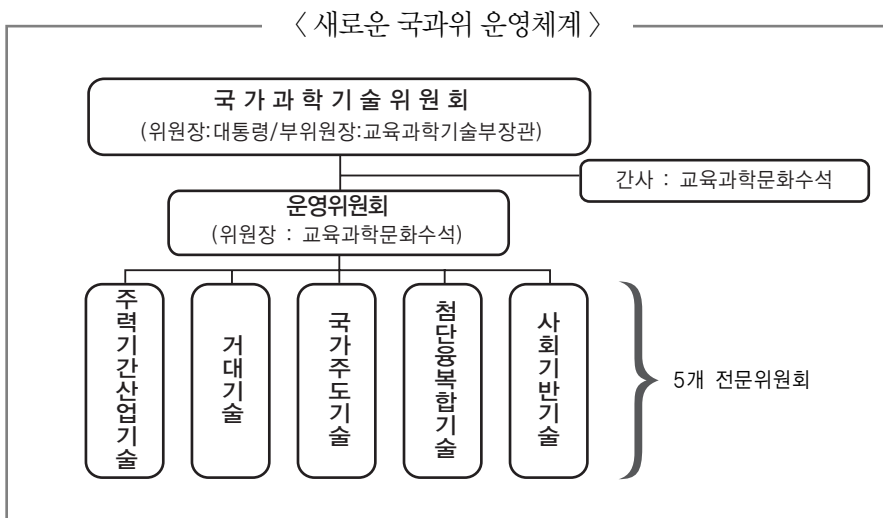 〈 새로운 국과위 운영체계 〉
국 가 과 학 기 술 위 원 회
(위원장:대통령/부위원장:교육과학기술부장관)
간사 : 교육과학문화수석
운영위원회
(위원장 : 교육과학문화수석)
주력기간산업기술
거대기술
국가주도기술
첨단융복합기술
사회기반기술
5개 전문위원회